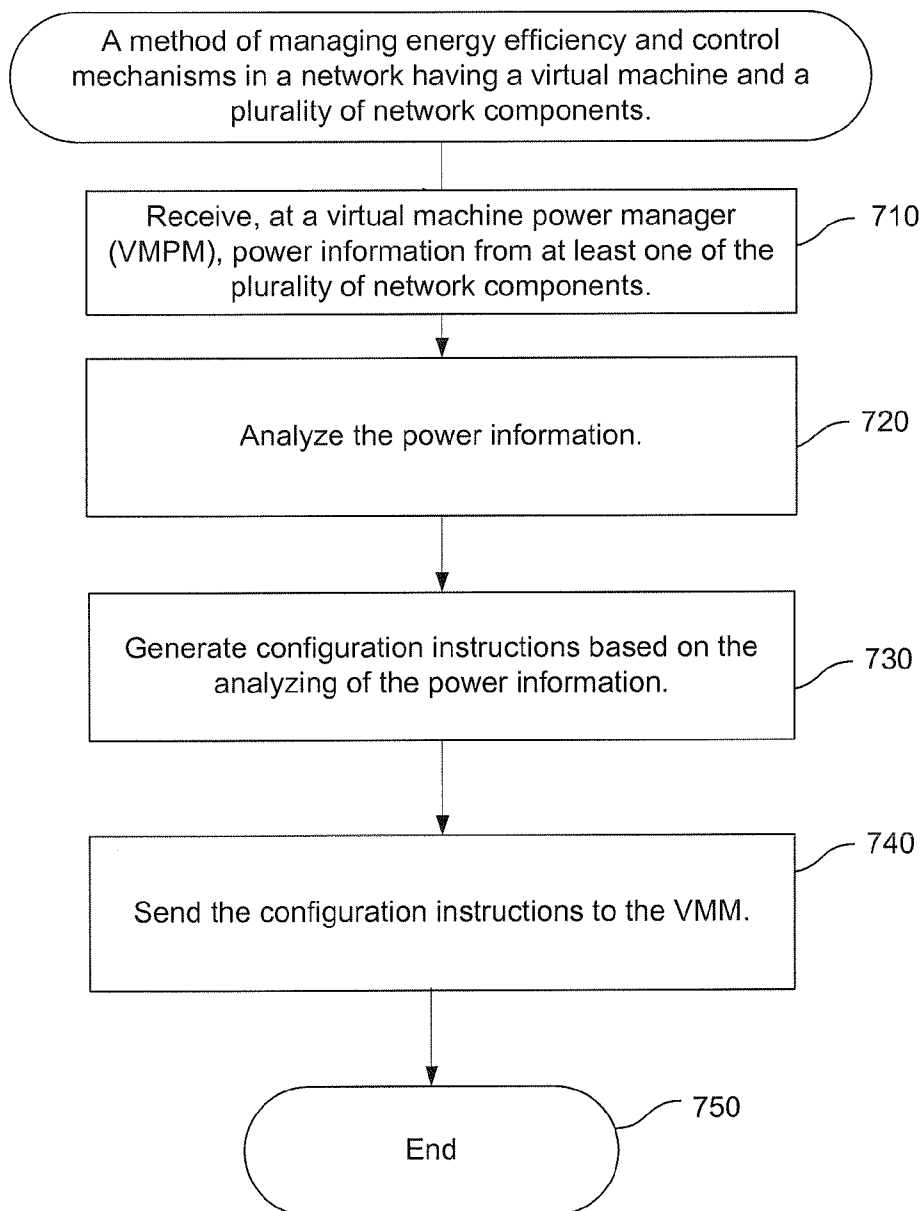 A method of managing energy efficiency and control
mechanisms in a network having a virtual machine and a
plurality of network components.
Receive, at a virtual machine power manager
(VMPM), power information from at least one of the
plurality of network components.
710
Analyze the power information.
720
Generate configuration instructions based on the
analyzing of the power information.
730
740
Send the configuration instructions to the VMM.
750
End